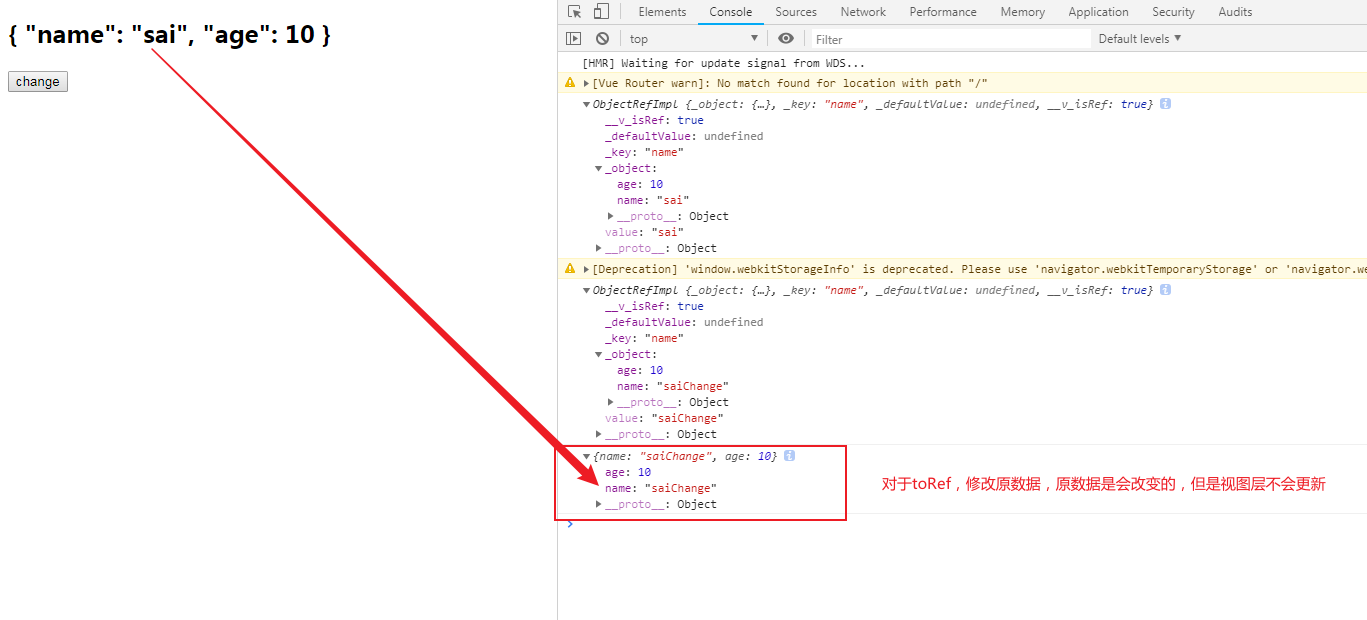 { "name": "sai", "age": 10 }
change
Elements Console Sources Network Performance Memory Application Security Audits
top Filter Default levels
[HMR] Waiting for update signal from WDS...
[Vue Router warn]: No match found for location with path "/"
ObjectRefImpl {_object: {…}, _key: "name", _defaultValue: undefined, __v_isRef: true}
__v_isRef: true
_defaultValue: undefined
_key: "name"
_object:
age: 10
name: "sai"
__proto__: Object
value: "sai"
__proto__: Object
[Deprecation] 'window.webkitStorageInfo' is deprecated. Please use 'navigator.webkitTemporaryStorage' or 'navigator.we
ObjectRefImpl {_object: {…}, _key: "name", _defaultValue: undefined, __v_isRef: true}
__v_isRef: true
_defaultValue: undefined
_key: "name"
_object:
age: 10
name: "saiChange"
__proto__: Object
value: "saiChange"
__proto__: Object
{name: "saiChange", age: 10}
age: 10
name: "saiChange"
__proto__: Object
对于toRef，修改原数据，原数据是会改变的，但是视图层不会更新